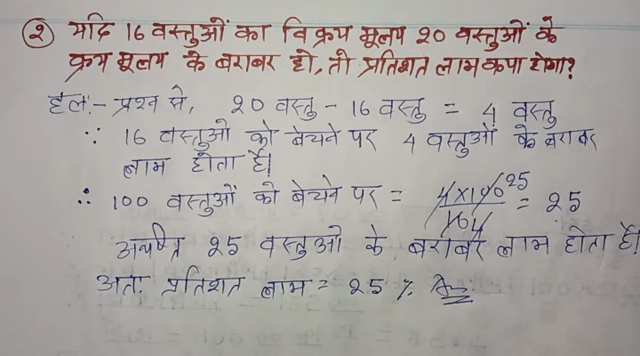 ② यदि 16 वस्तुओं का विक्रय मूल्य 20 वस्तुओं के
क्रय मूल्य के बराबर हो, तो प्रतिशत लाभ क्या होगा?
हल:- प्रश्न से, 20 वस्तु - 16 वस्तु = 4 वस्तु
∵ 16 वस्तुओं को बेचने पर 4 वस्तुओं के बराबर
लाभ होता है।
∴ 100 वस्तुओं को बेचने पर = 4×100 25 / 16 4 = 25
अर्थात 25 वस्तुओं के बराबर लाभ होता है।
अतः प्रतिशत लाभ = 25 %